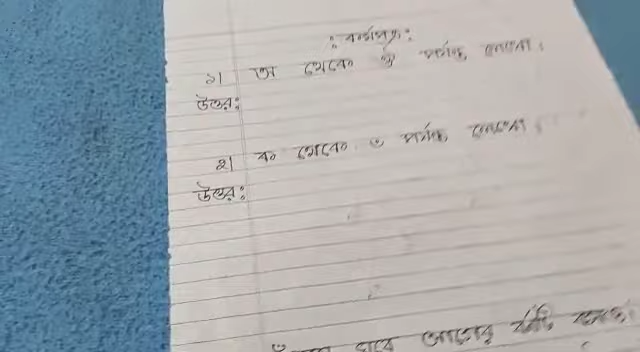 : কর্মপত্র :
১। অ থেকে ঔ পর্যন্ত লেখো।
উত্তর:
২। ক থেকে ঁ পর্যন্ত লেখো।
উত্তর: